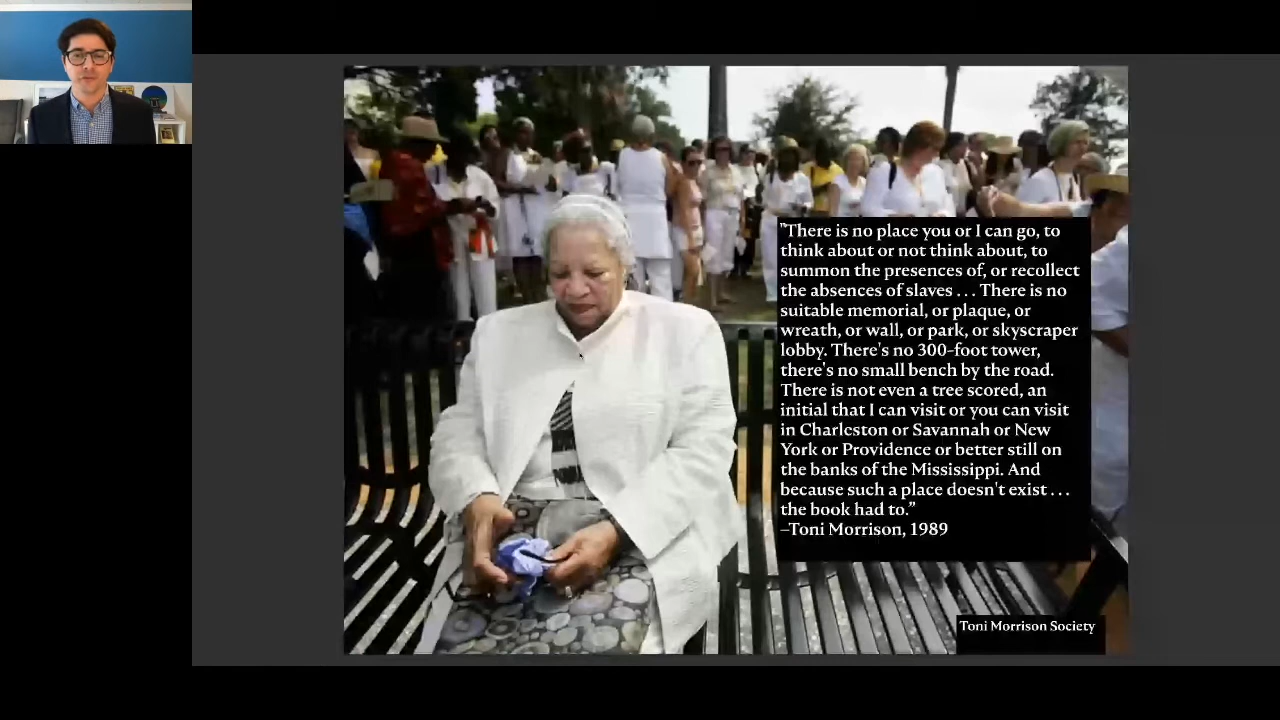 "There is no place you or I can go, to
think about or not think about, to
summon the presences of, or recollect
the absences of slaves . . . There is no
suitable memorial, or plaque, or
wreath, or wall, or park, or skyscraper
lobby. There's no 300-foot tower,
there's no small bench by the road.
There is not even a tree scored, an
initial that I can visit or you can visit
in Charleston or Savannah or New
York or Providence or better still on
the banks of the Mississippi. And
because such a place doesn't exist . . .
the book had to.”
–Toni Morrison, 1989
Toni Morrison Society